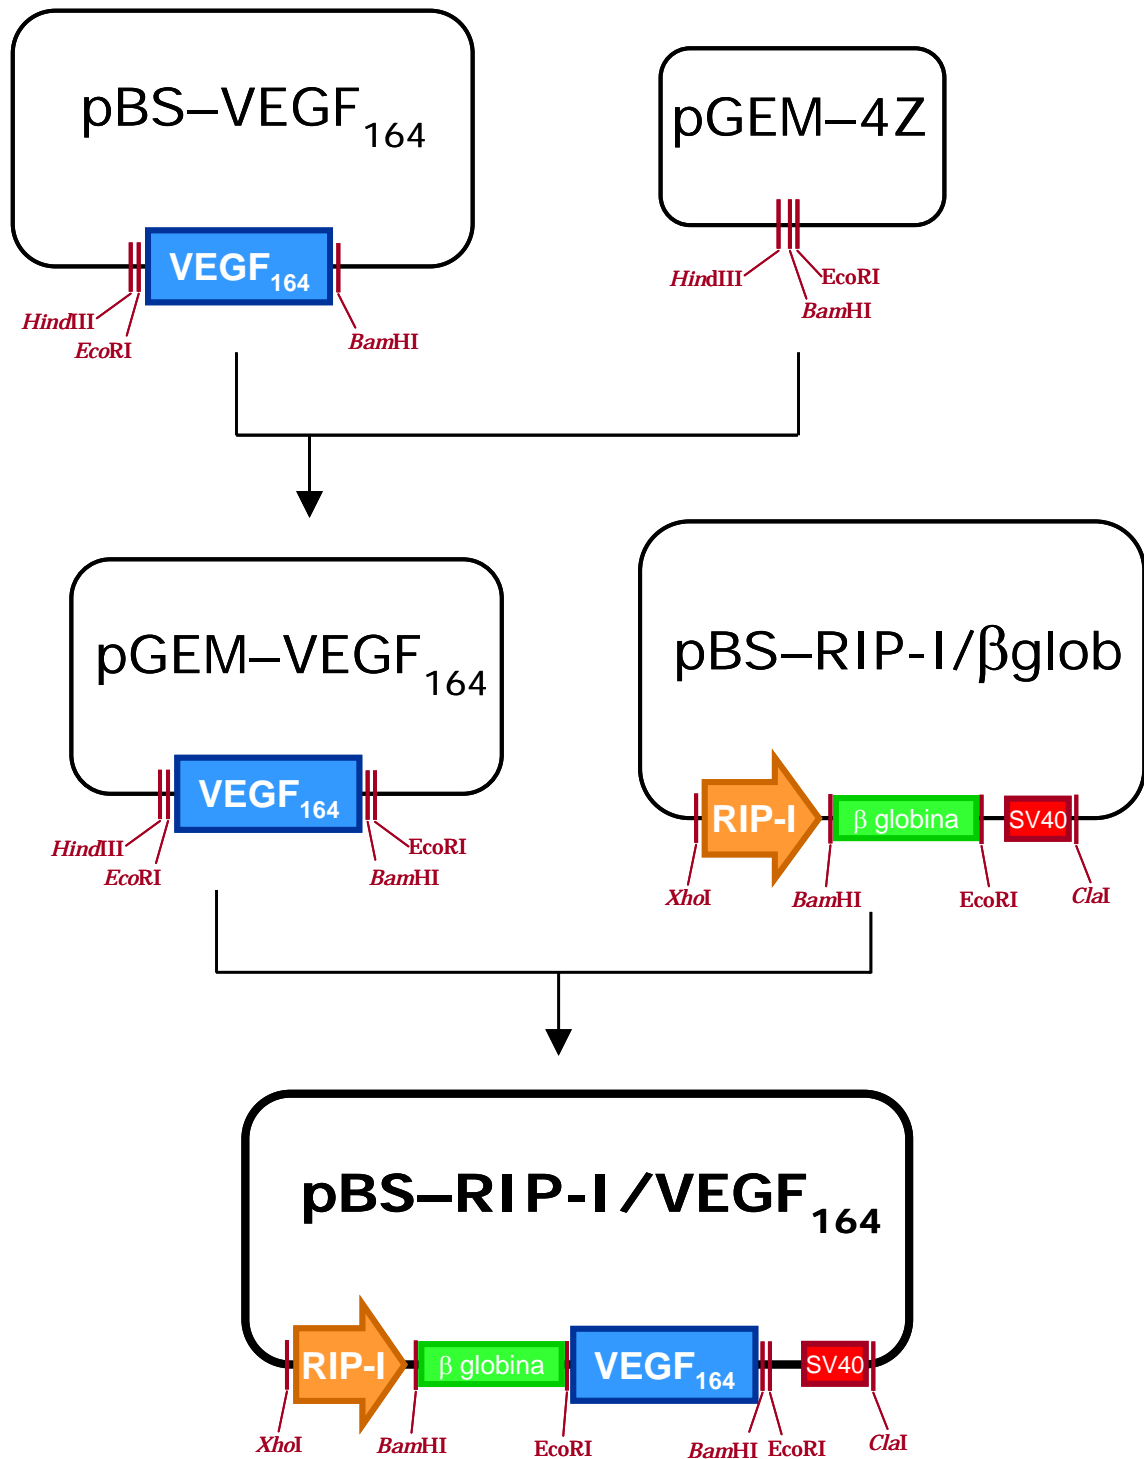 pBS–VEGF164
pGEM–4Z
VEGF164
HindIII
EcoRI
BamHI
HindIII
EcoRI
BamHI
pGEM–VEGF164
pBS–RIP-I/βglob
VEGF164
HindIII
EcoRI
EcoRI
BamHI
RIP-I
β globina
SV40
XhoI
BamHI
EcoRI
ClaI
pBS–RIP-I/VEGF164
RIP-I
β globina
VEGF164
SV40
XhoI
BamHI
EcoRI
BamHI
EcoRI
ClaI